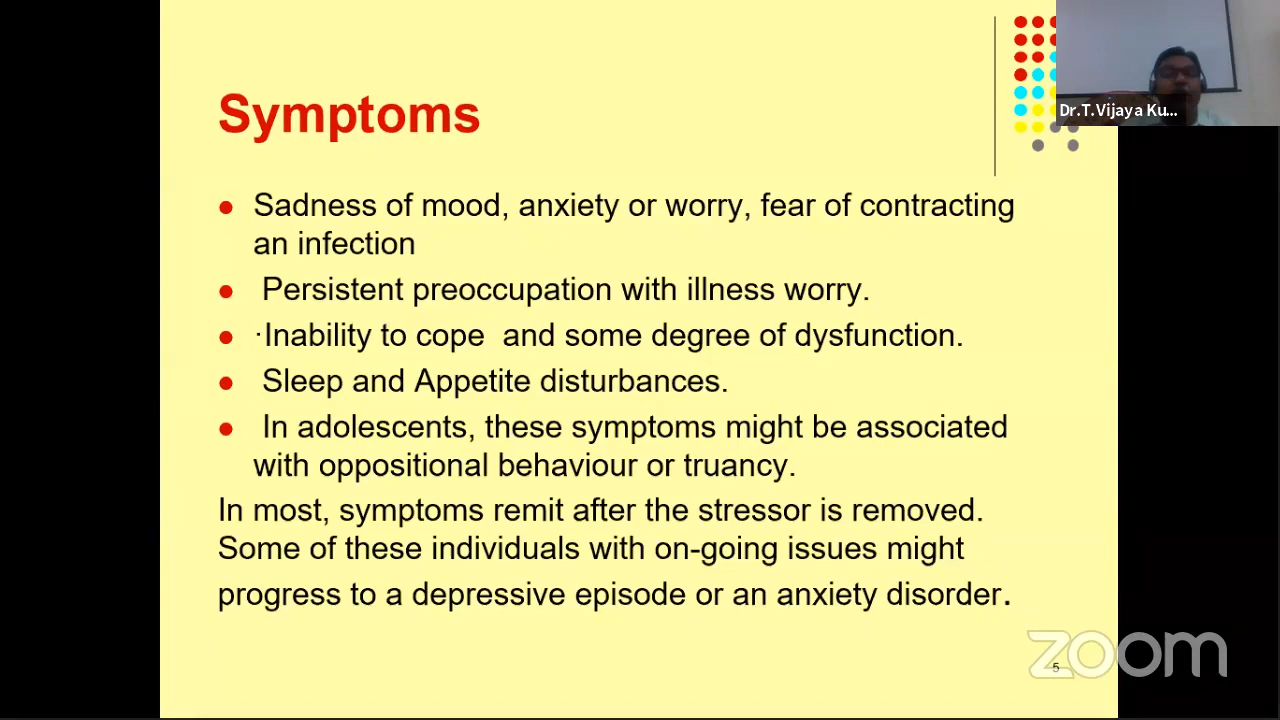 Symptoms
Dr.T.Vijaya Ku...
● Sadness of mood, anxiety or worry, fear of contracting
an infection
● Persistent preoccupation with illness worry.
● ·Inability to cope and some degree of dysfunction.
● Sleep and Appetite disturbances.
● In adolescents, these symptoms might be associated
with oppositional behaviour or truancy.
In most, symptoms remit after the stressor is removed.
Some of these individuals with on-going issues might
progress to a depressive episode or an anxiety disorder.
zoom
5